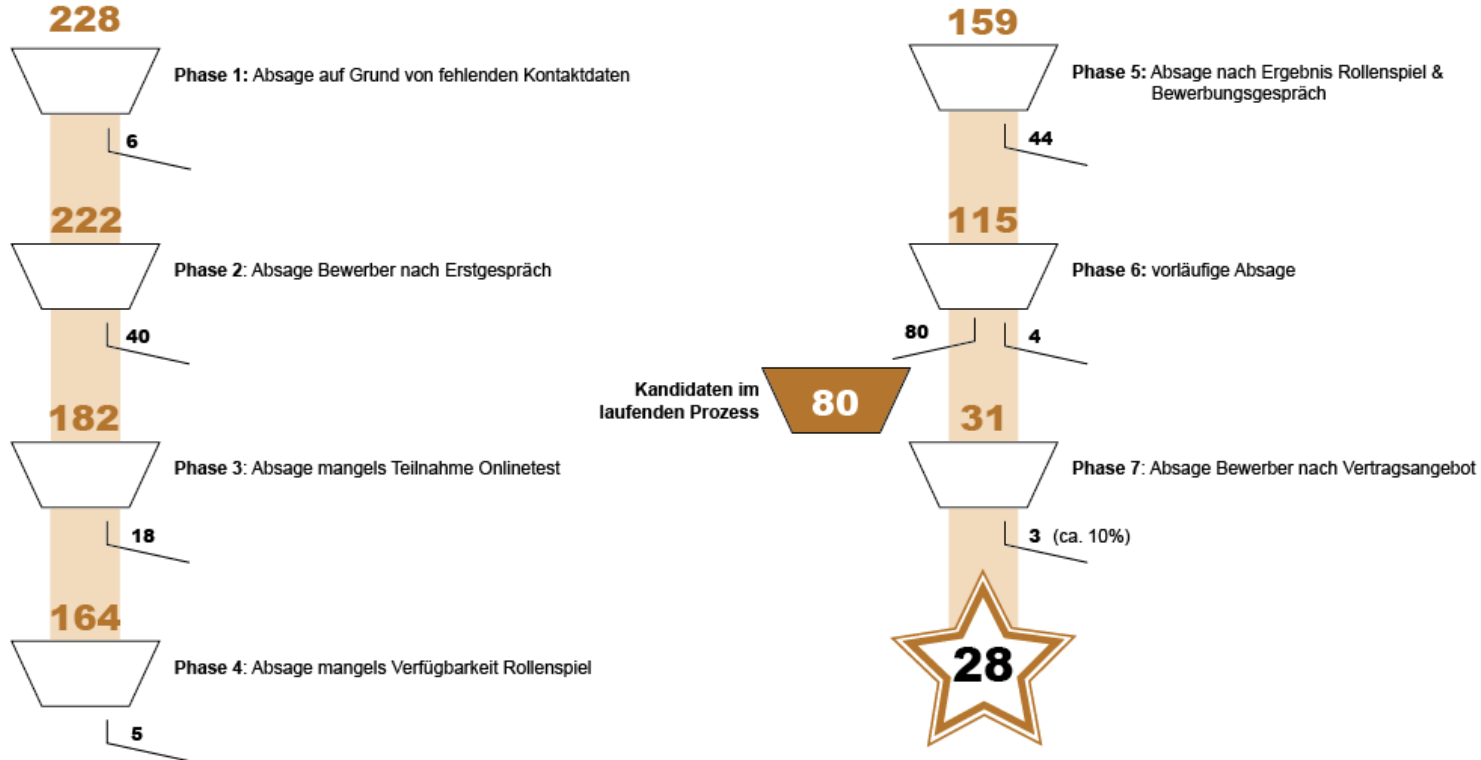 228
Phase 1: Absage auf Grund von fehlenden Kontaktdaten
6
222
Phase 2: Absage Bewerber nach Erstgespräch
40
182
Phase 3: Absage mangels Teilnahme Onlinetest
18
164
Phase 4: Absage mangels Verfügbarkeit Rollenspiel
5
159
Phase 5: Absage nach Ergebnis Rollenspiel &
Bewerbungsgespräch
44
115
Phase 6: vorläufige Absage
80
4
Kandidaten im
laufenden Prozess
80
31
Phase 7: Absage Bewerber nach Vertragsangebot
3 (ca. 10%)
28